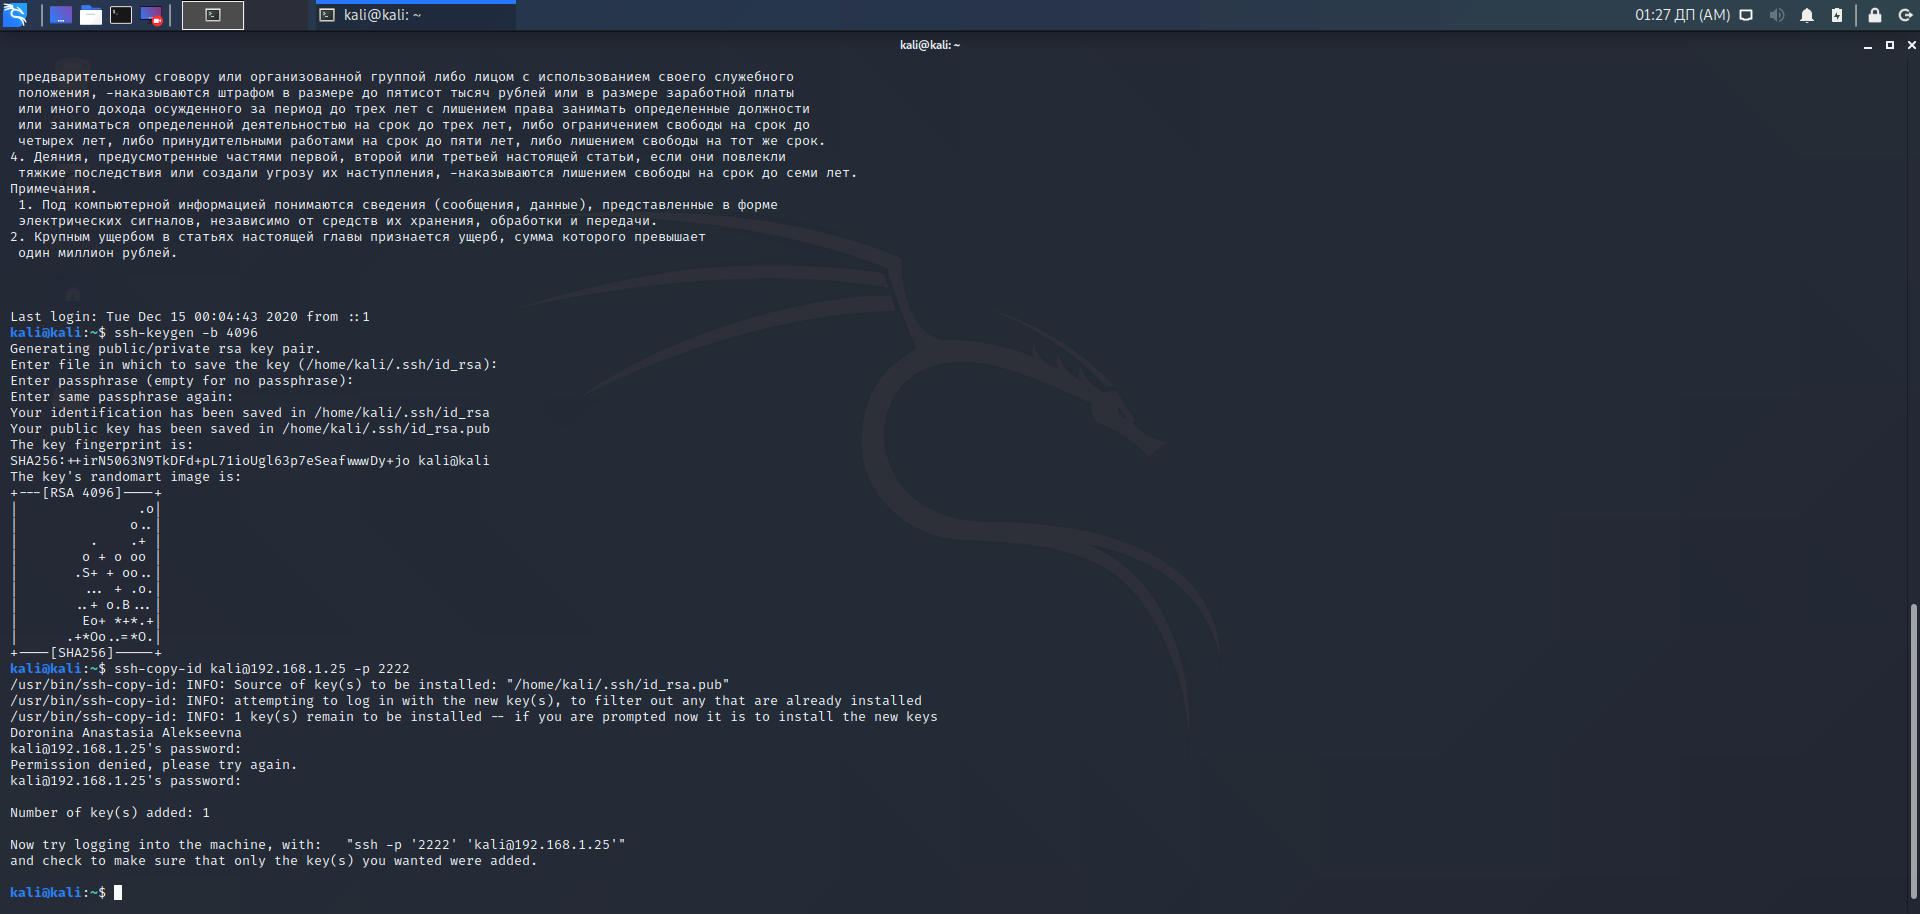 kali@kali: ~
01:27 ДП (AM)
kali@kali: ~
предварительному сговору или организованной группой либо лицом с использованием своего служебного
положения, -наказываются штрафом в размере до пятисот тысяч рублей или в размере заработной платы
или иного дохода осужденного за период до трех лет с лишением права занимать определенные должности
или заниматься определенной деятельностью на срок до трех лет, либо ограничением свободы на срок до
четырех лет, либо принудительными работами на срок до пяти лет, либо лишением свободы на тот же срок.
4. Деяния, предусмотренные частями первой, второй или третьей настоящей статьи, если они повлекли
тяжкие последствия или создали угрозу их наступления, -наказываются лишением свободы на срок до семи лет.
Примечания.
1. Под компьютерной информацией понимаются сведения (сообщения, данные), представленные в форме
электрических сигналов, независимо от средств их хранения, обработки и передачи.
2. Крупным ущербом в статьях настоящей главы признается ущерб, сумма которого превышает
один миллион рублей.
Last login: Tue Dec 15 00:04:43 2020 from ::1
kali@kali:~$ ssh-keygen -b 4096
Generating public/private rsa key pair.
Enter file in which to save the key (/home/kali/.ssh/id_rsa):
Enter passphrase (empty for no passphrase):
Enter same passphrase again:
Your identification has been saved in /home/kali/.ssh/id_rsa
Your public key has been saved in /home/kali/.ssh/id_rsa.pub
The key fingerprint is:
SHA256:++irN5063N9TkDFd+pL71ioUgl63p7eSeafwwwDy+jo kali@kali
The key's randomart image is:
+---[RSA 4096]----+
|               .o|
|              o..|
|         .    .+ |
|        o + o oo |
|       .S+ + oo..|
|        ... + .o.|
|       ..+ o.B...|
|        Eo+ *+*.+|
|      .+*Oo..=*O.|
+----[SHA256]-----+
kali@kali:~$ ssh-copy-id kali@192.168.1.25 -p 2222
/usr/bin/ssh-copy-id: INFO: Source of key(s) to be installed: "/home/kali/.ssh/id_rsa.pub"
/usr/bin/ssh-copy-id: INFO: attempting to log in with the new key(s), to filter out any that are already installed
/usr/bin/ssh-copy-id: INFO: 1 key(s) remain to be installed -- if you are prompted now it is to install the new keys
Doronina Anastasia Alekseevna
kali@192.168.1.25's password:
Permission denied, please try again.
kali@192.168.1.25's password:
Number of key(s) added: 1
Now try logging into the machine, with:   "ssh -p '2222' 'kali@192.168.1.25'"
and check to make sure that only the key(s) you wanted were added.
kali@kali:~$